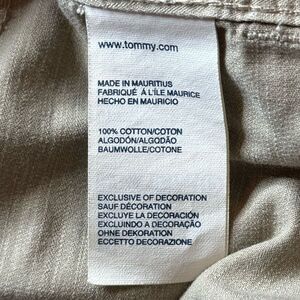 www.tommy.com
MADE IN MAURITIUS
FABRIQUÉ À L'ÎLE MAURICE
HECHO EN MAURICIO
100% COTTON/COTON
ALGODÓN/ALGODÃO
BAUMWOLLE/COTONE
EXCLUSIVE OF DECORATION
SAUF DÉCORATION
EXCLUYE LA DECORACIÓN
EXCLUINDO A DECORAÇÃO
OHNE DEKORATION
ECCETTO DECORAZIONE